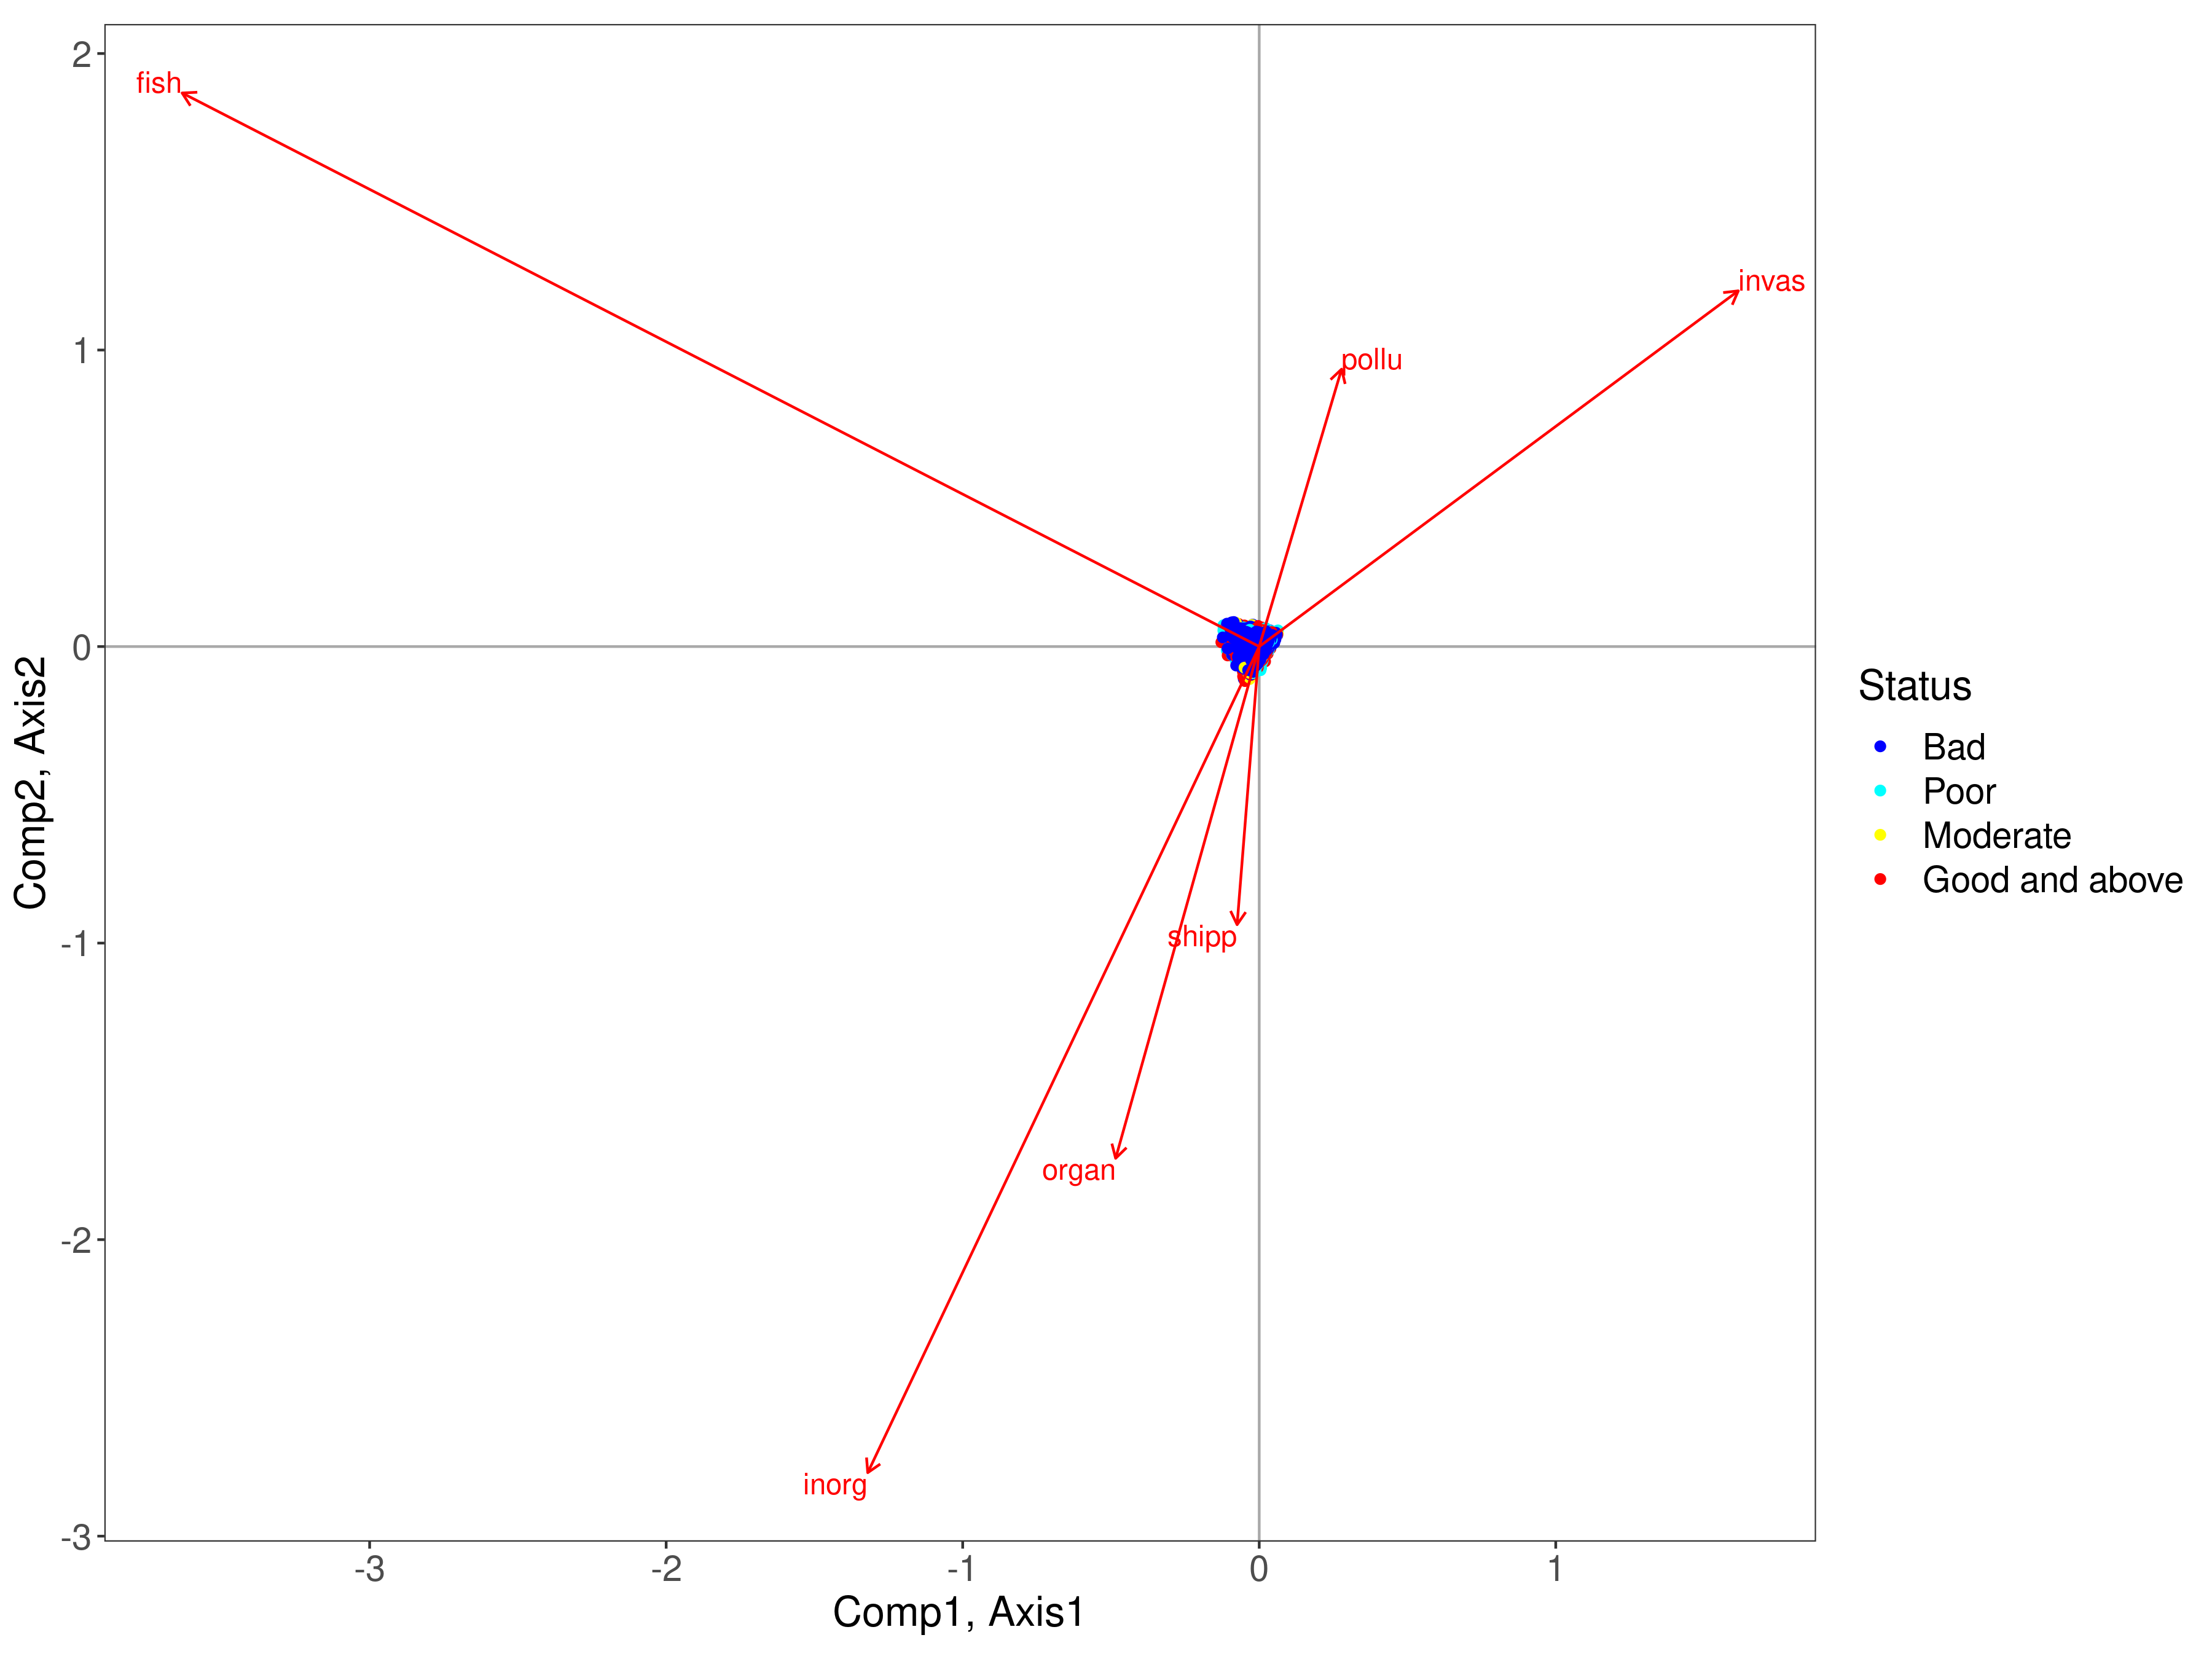 2
fish
invas
pollu
1
0
shipp
-1
organ
-2
inorg
-3
-3
-2
-1
0
1
Comp1, Axis1
Comp2, Axis2
Status
Bad
Poor
Moderate
Good and above